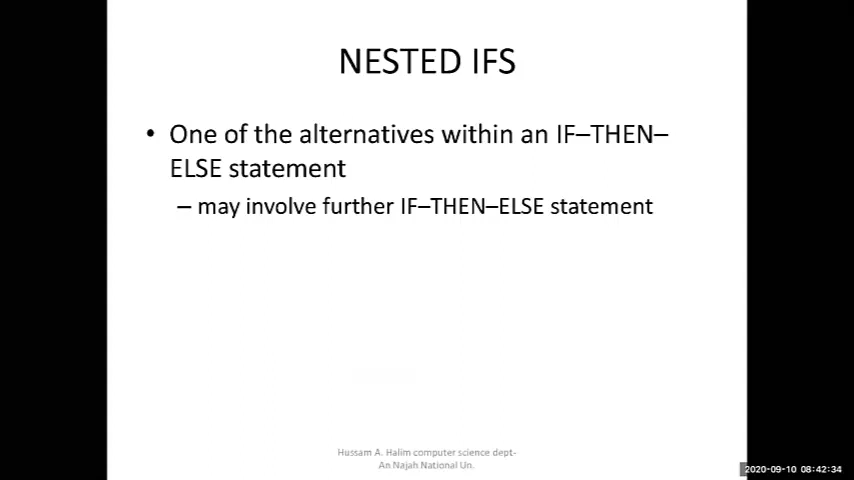 NESTED IFS
• One of the alternatives within an IF–THEN–
ELSE statement
– may involve further IF–THEN–ELSE statement
Hussam A. Halim computer science dept-
An Najah National Un.
2020-09-10 08:42:34